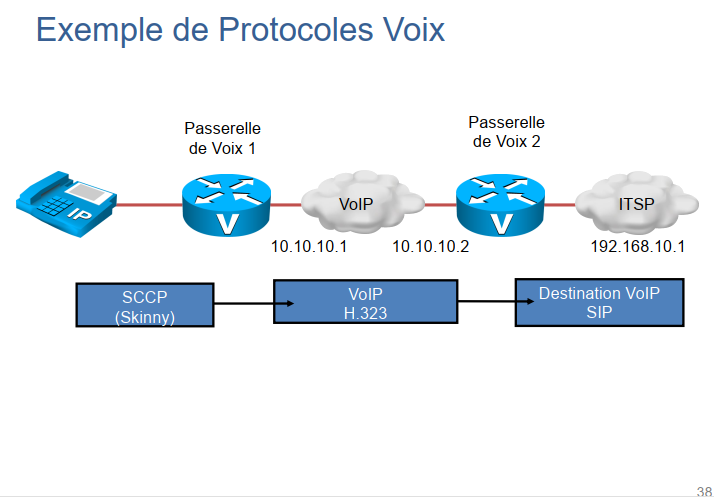 Exemple de Protocoles Voix
Passerelle
de Voix 1
Passerelle
de Voix 2
IP
V
VoIP
V
ITSP
10.10.10.1
10.10.10.2
192.168.10.1
SCCP
(Skinny)
VoIP
H.323
Destination VoIP
SIP
38